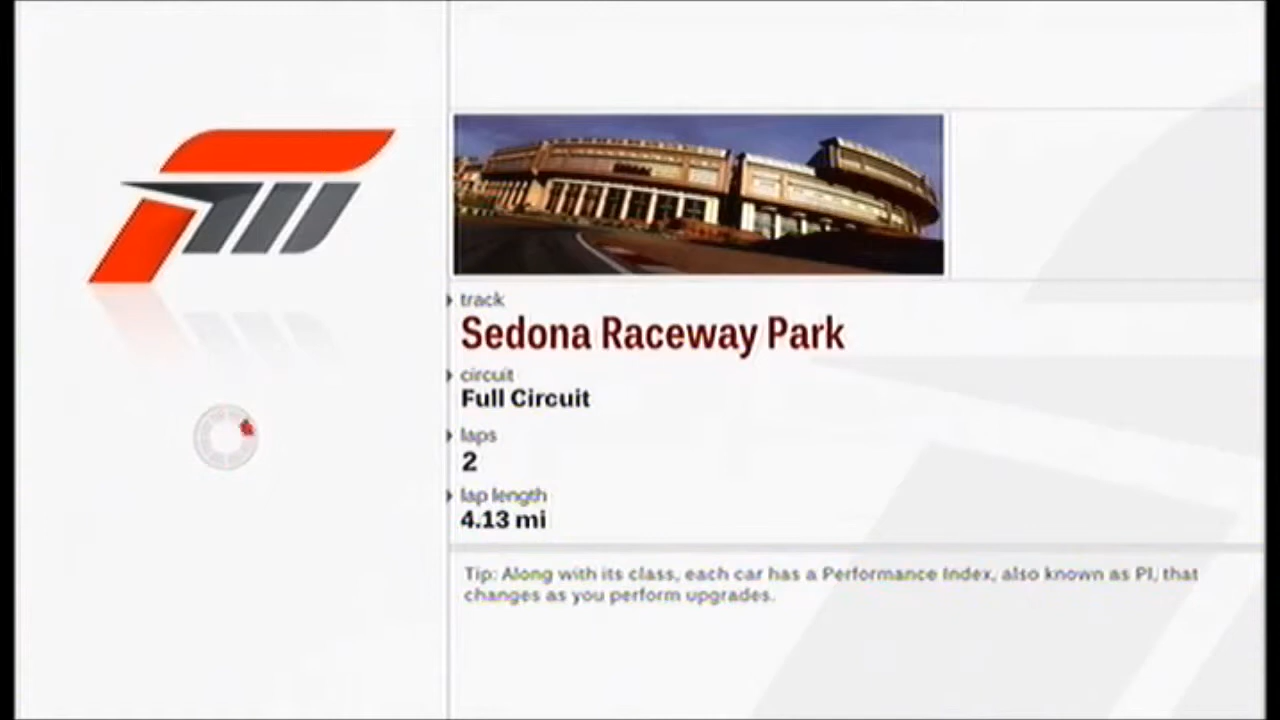 track
Sedona Raceway Park
circuit
Full Circuit
laps
2
lap length
4.13 mi
Tip: Along with its class, each car has a Performance Index, also known as PI, that
changes as you perform upgrades.